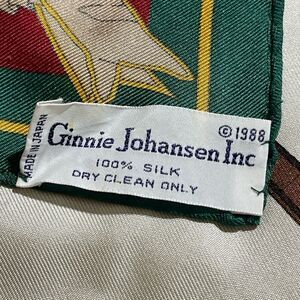 ©1988
MADE IN JAPAN
Ginnie Johansen Inc
100% SILK
DRY CLEAN ONLY